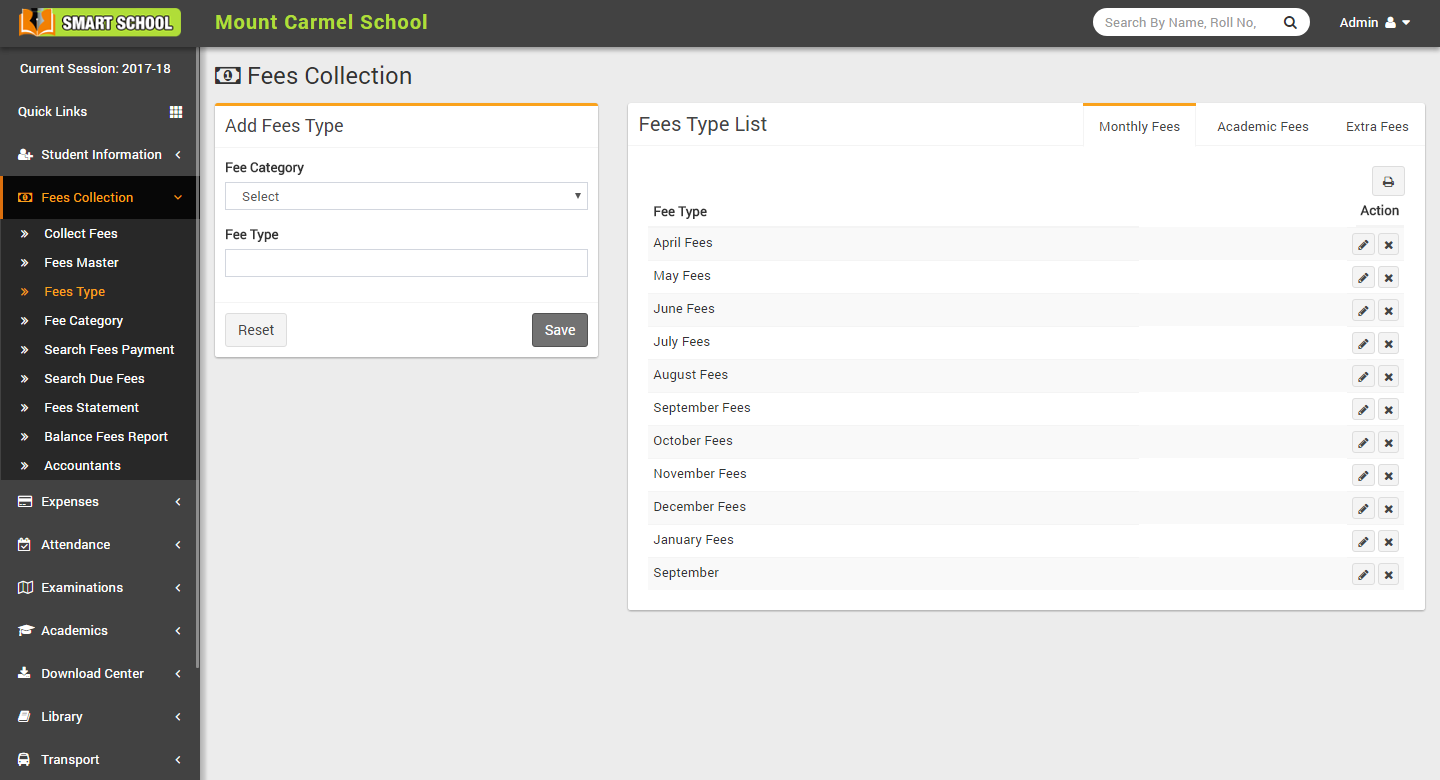 SMART SCHOOL
Mount Carmel School
Search By Name, Roll No,
Admin
Current Session: 2017-18
Quick Links
Student Information
Fees Collection
Collect Fees
Fees Master
Fees Type
Fee Category
Search Fees Payment
Search Due Fees
Fees Statement
Balance Fees Report
Accountants
Expenses
Attendance
Examinations
Academics
Download Center
Library
Transport
Fees Collection
Add Fees Type
Fee Category
Select
Fee Type
Reset
Save
Fees Type List
Monthly Fees
Academic Fees
Extra Fees
Fee Type
Action
April Fees
May Fees
June Fees
July Fees
August Fees
September Fees
October Fees
November Fees
December Fees
January Fees
September